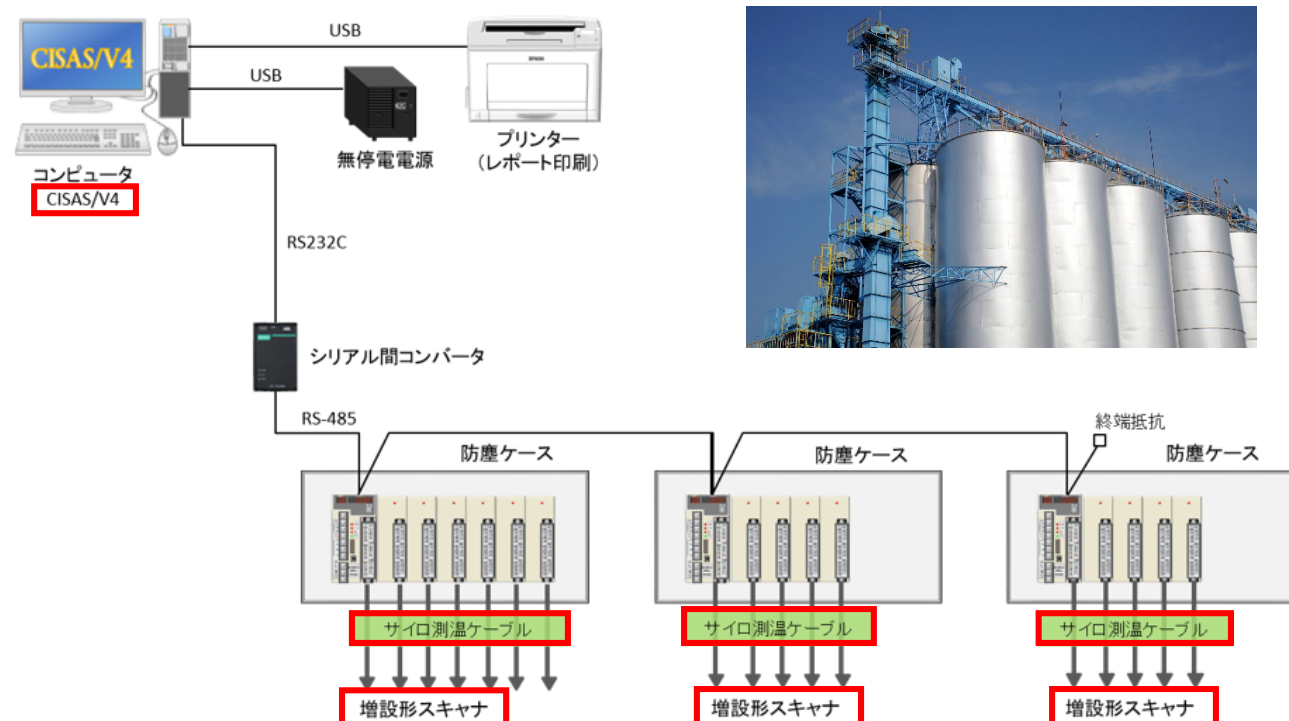 CISAS/V4
USB
USB
EPSON
プリンター
（レポート印刷）
無停電電源
コンピュータ
CISAS/V4
RS232C
シリアル間コンバータ
RS-485
終端抵抗
防塵ケース
防塵ケース
防塵ケース
サイロ測温ケーブル
サイロ測温ケーブル
サイロ測温ケーブル
増設形スキャナ
増設形スキャナ
増設形スキャナ